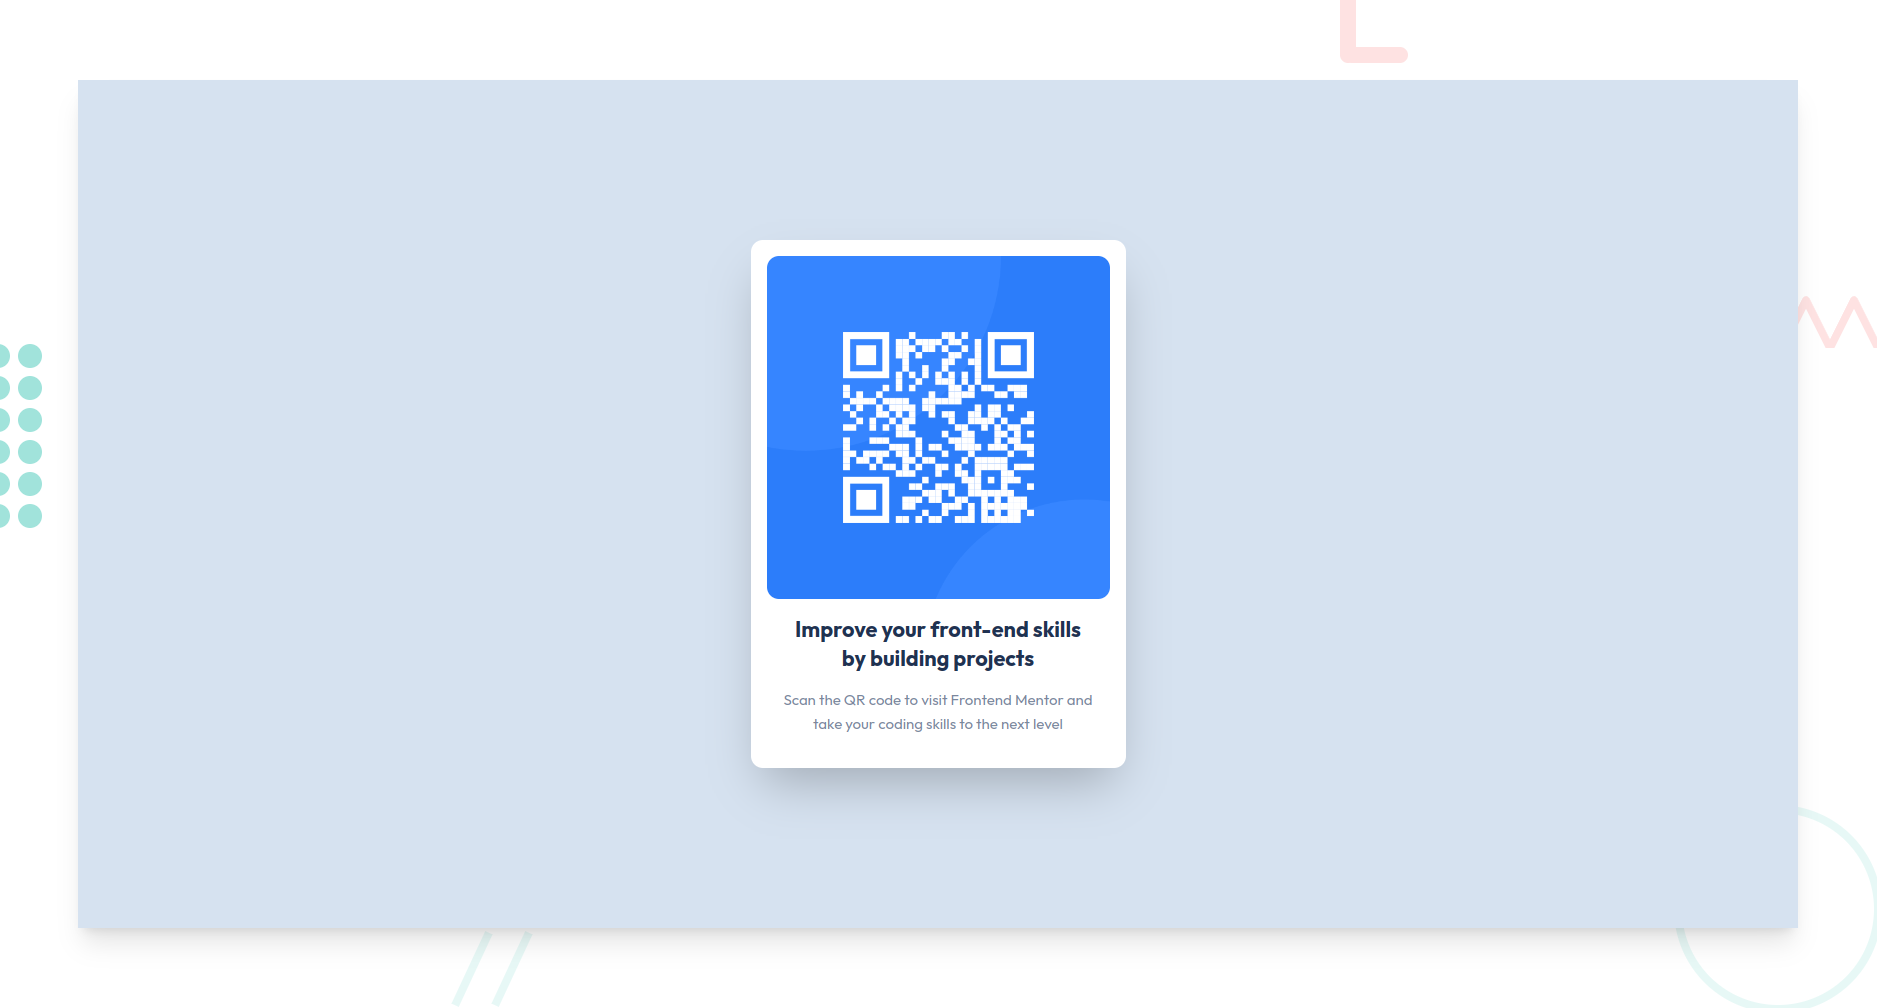 Improve your front-end skills
by building projects
Scan the QR code to visit Frontend Mentor and
take your coding skills to the next level